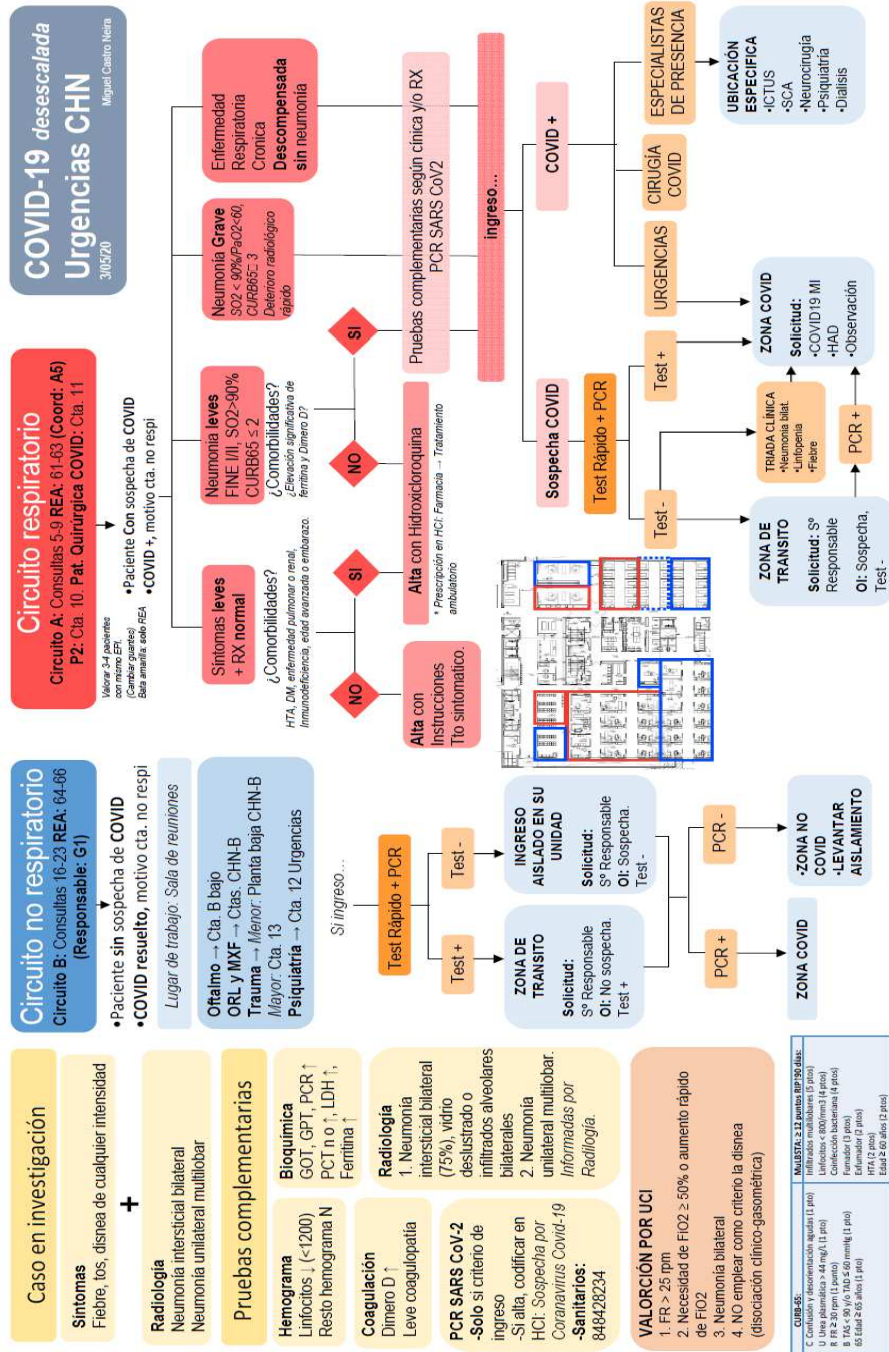 COVID-19 desescalada
Urgencias CHN
3/05/20
Miguel Castro Neira
Caso en investigación
Síntomas
Fiebre, tos, disnea de cualquier intensidad
+
Radiología
Neumonía intersticial bilateral
Neumonía unilateral multilobar
Pruebas complementarias
Hemograma
Linfocitos ↓ (<1200)
Resto hemograma N
Coagulación
Dimero D ↑
Leve coagulopatía
PCR SARS CoV-2
-Solo si criterio de
ingreso
-Si alta, codificar en
HCI: Sospecha por
Coranavirus Covid-19
-Sanitarios:
848428234
Bioquímica
GOT, GPT, PCR ↑
PCT n o ↑, LDH ↑,
Ferritina ↑
Radiología
1. Neumonía
intersticial bilateral
(75%), vidrio
deslustrado o
infiltrados alveolares
bilaterales
2. Neumonía
unilateral multilobar.
Informadas por
Radilogía.
VALORCIÓN POR UCI
1. FR > 25 rpm
2. Necesidad de FiO2 ≥ 50% o aumento rápido
de FiO2
3. Neumonía bilateral
4. NO emplear como criterio la disnea
(disociación clínico-gasométrica)
CURB-65:
C Confusión y desorientación agudas (1 pto)
U Urea plasmática > 44 mg/L (1 pto)
R FR ≥ 30 rpm (1 punto)
B TAS < 90 y/o TAD ≤ 60 mmHg (1 pto)
65 Edad ≥ 65 años (1 pto)
MuLBSTA: ≥ 12 puntos RIP!90 días:
Infiltrados multilobares (5 ptos)
Linfocitos < 800/mm3 (4 ptos)
Coinfección bacteriana (4 ptos)
Fumador (3 ptos)
Exfumador (2 ptos)
HTA (2 ptos)
Edad ≥ 60 años (2 ptos)
Circuito no respiratorio
Circuito B: Consultas 16-23 REA: 64-66
(Responsable: G1)
•Paciente sin sospecha de COVID
•COVID resuelto, motivo cta. no respi
Lugar de trabajo: Sala de reuniones
Oftalmo → Cta. B bajo
ORL y MXF → Ctas. CHN-B
Trauma → Menor: Planta baja CHN-B
Mayor: Cta. 13
Psiquiatría → Cta. 12 Urgencias
Si ingreso...
Test Rápido + PCR
Test +
Test -
ZONA DE
TRANSITO
Solicitud:
Sº Responsable
OI: No sospecha.
Test +
INGRESO
AISLADO EN SU
UNIDAD
Solicitud:
Sº Responsable
OI: Sospecha.
Test -
PCR +
PCR -
ZONA COVID
•ZONA NO
COVID
•LEVANTAR
AISLAMIENTO
Circuito respiratorio
Circuito A: Consultas 5-9 REA: 61-63 (Coord: A5)
P2: Cta. 10. Pat. Quirúrgica COVID: Cta. 11
Valorar 3-4 pacientes
con mismo EPI.
(Cambiar guantes)
Bata amarilla: solo REA
•Paciente Con sospecha de COVID
•COVID +, motivo cta. no respi
Síntomas leves
+ RX normal
¿Comorbilidades?
HTA, DM, enfermedad pulmonar o renal,
Inmunodeficiencia, edad avanzada o embarazo.
NO
SI
Alta con
Instrucciones
Tto sintomatico.
Neumonia leves
FINE I/II, SO2>90%
CURB65 ≤ 2
¿Comorbilidades?
¿Elevación significativa de
ferritina y Dimero D?
NO
SI
Alta con Hidroxicloroquina
* Prescripción en HCI: Farmacia → Tratamiento
ambulatorio
Neumonía Grave
SO2 < 90%/PaO2<60,
CURB65□ 3
Deterioro radiológico
rápido
Enfermedad
Respiratoria
Cronica
Descompensada
sin neumonia
Pruebas complementarias según cínica y/o RX
PCR SARS CoV2
ingreso...
Sospecha COVID
COVID +
Test Rápido + PCR
Test -
Test +
URGENCIAS
CIRUGÍA
COVID
ESPECIALISTAS
DE PRESENCIA
TRIADA CLÍNICA
•Neumonia bilat.
•Linfopenia
•Fiebre
ZONA DE
TRANSITO
Solicitud: Sº
Responsable
OI: Sospecha,
Test -
PCR +
ZONA COVID
Solicitud:
•COVID19 MI
•HAD
•Observación
UBICACIÓN
ESPECIFICA
•ICTUS
•SCA
•Neurocirugía
•Psiquiatría
•Dialisis